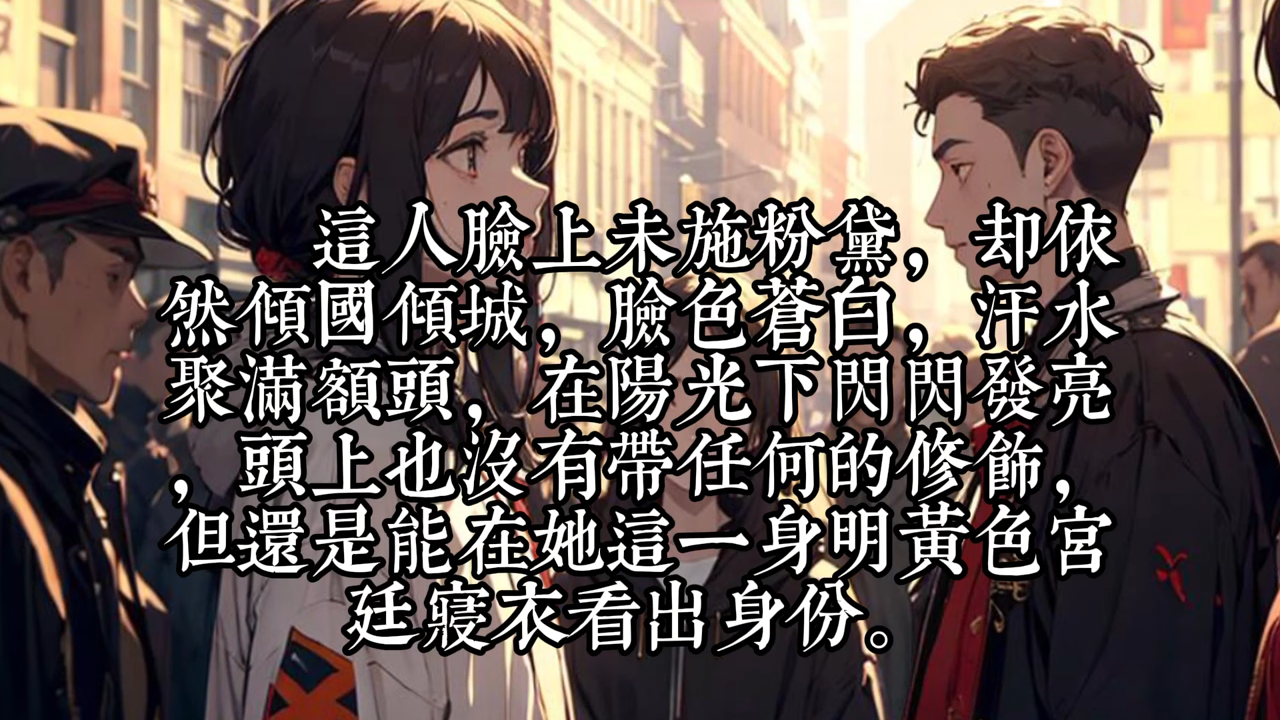 這人臉上未施粉黛，却依
然傾國傾城，臉色蒼白，汗水
聚滿額頭，在陽光下閃閃發亮
，頭上也沒有帶任何的修飾，
但還是能在她這一身明黃色宮
廷寢衣看出身份。